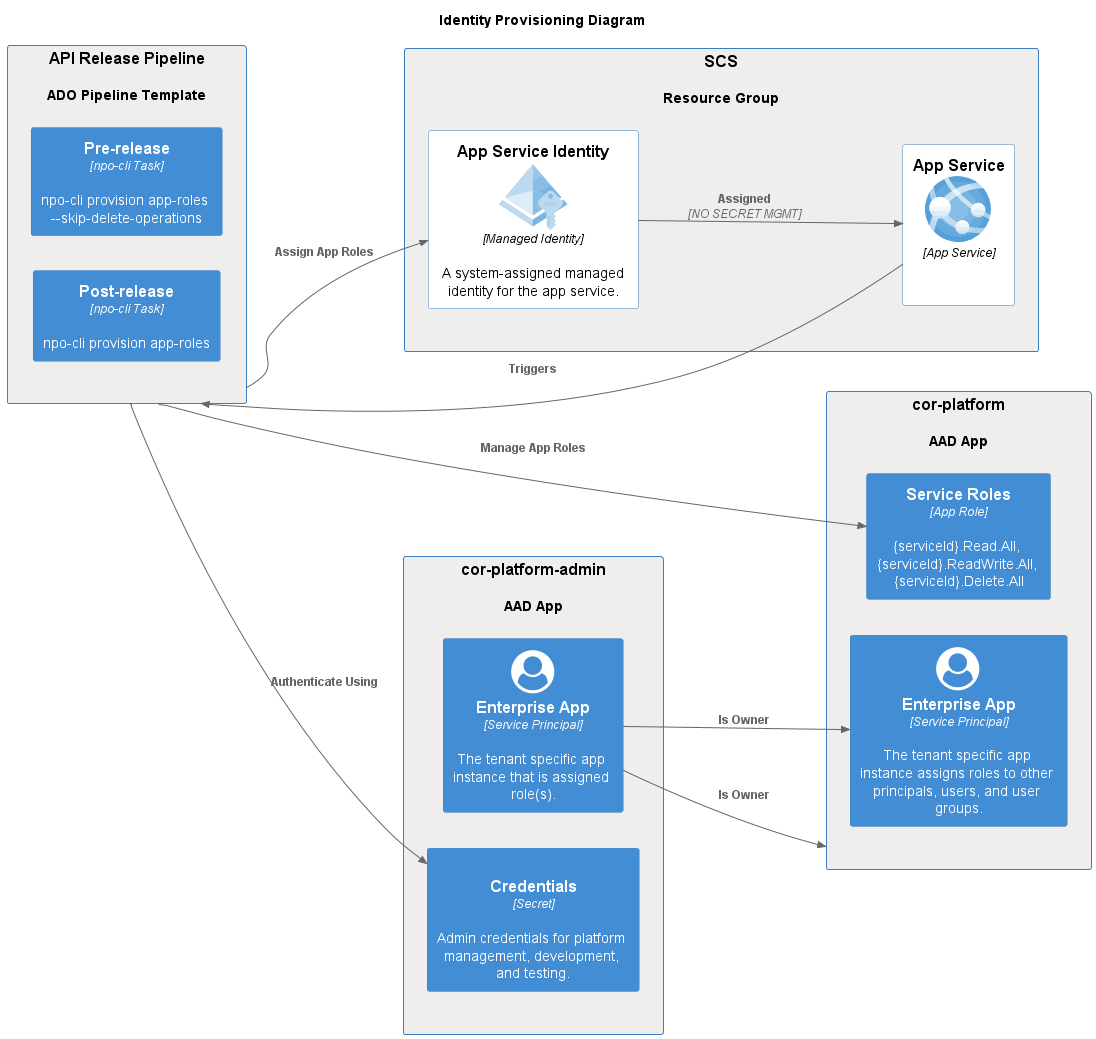 Identity Provisioning Diagram
API Release Pipeline
ADO Pipeline Template
Pre-release
[npo-cli Task]
npo-cli provision app-roles
--skip-delete-operations
Post-release
[npo-cli Task]
npo-cli provision app-roles
SCS
Resource Group
App Service Identity
[Managed Identity]
A system-assigned managed
identity for the app service.
Assigned
[NO SECRET MGMT]
App Service
[App Service]
Assign App Roles
Triggers
Manage App Roles
Authenticate Using
cor-platform
AAD App
Service Roles
[App Role]
{serviceId}.Read.All,
{serviceId}.ReadWrite.All,
{serviceId}.Delete.All
Enterprise App
[Service Principal]
The tenant specific app
instance assigns roles to other
principals, users, and user
groups.
cor-platform-admin
AAD App
Enterprise App
[Service Principal]
The tenant specific app
instance that is assigned
role(s).
Is Owner
Is Owner
Credentials
[Secret]
Admin credentials for platform
management, development,
and testing.